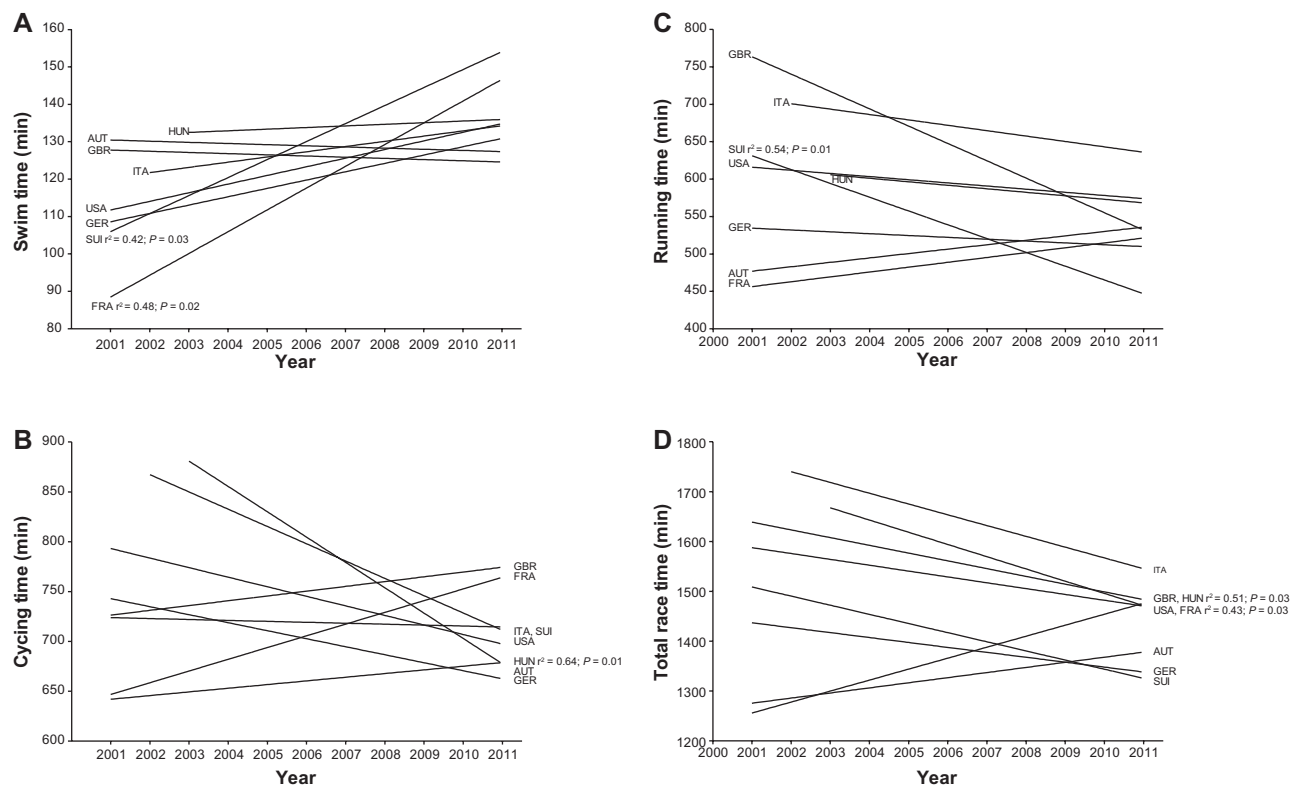 A
Swim time (min)
160
150
140
130
120
110
100
90
80
HUN
AUT
GBR
ITA
USA
GER
SUI r² = 0.42; P = 0.03
FRA r² = 0.48; P = 0.02
2001 2002 2003 2004 2005 2006 2007 2008 2009 2010 2011
Year
C
Running time (min)
800
750
700
650
600
550
500
450
400
GBR
ITA
SUI r² = 0.54; P = 0.01
USA
HUN
GER
AUT
FRA
2000 2001 2002 2003 2004 2005 2006 2007 2008 2009 2010 2011
Year
B
Cycing time (min)
900
850
800
750
700
650
600
GBR
FRA
ITA, SUI
USA
HUN r² = 0.64; P = 0.01
AUT
GER
2001 2002 2003 2004 2005 2006 2007 2008 2009 2010 2011
Year
D
Total race time (min)
1800
1700
1600
1500
1400
1300
1200
ITA
GBR, HUN r² = 0.51; P = 0.03
USA, FRA r² = 0.43; P = 0.03
AUT
GER
SUI
2000 2001 2002 2003 2004 2005 2006 2007 2008 2009 2010 2011
Year